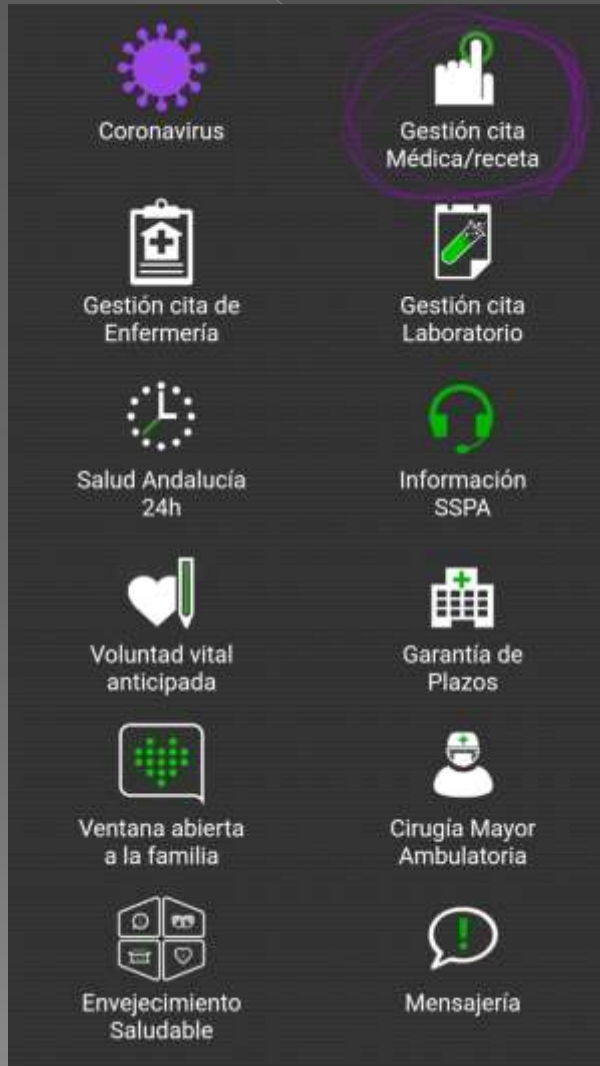 Coronavirus
Gestión cita
Médica/receta
Gestión cita de
Enfermería
Gestión cita
Laboratorio
Salud Andalucía
24h
Información
SSPA
Voluntad vital
anticipada
Garantía de
Plazos
Ventana abierta
a la familia
Cirugía Mayor
Ambulatoria
Envejecimiento
Saludable
Mensajería